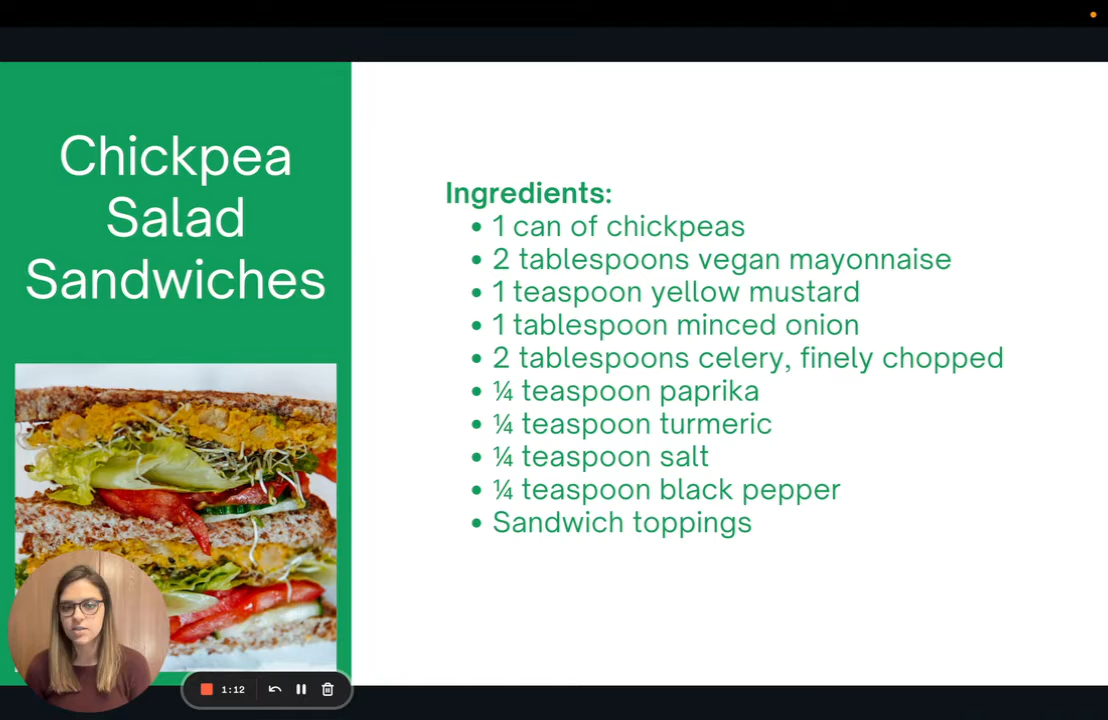 Chickpea
Salad
Sandwiches
Ingredients:
• 1 can of chickpeas
• 2 tablespoons vegan mayonnaise
• 1 teaspoon yellow mustard
• 1 tablespoon minced onion
• 2 tablespoons celery, finely chopped
• ¼ teaspoon paprika
• ¼ teaspoon turmeric
• ¼ teaspoon salt
• ¼ teaspoon black pepper
• Sandwich toppings
1:12